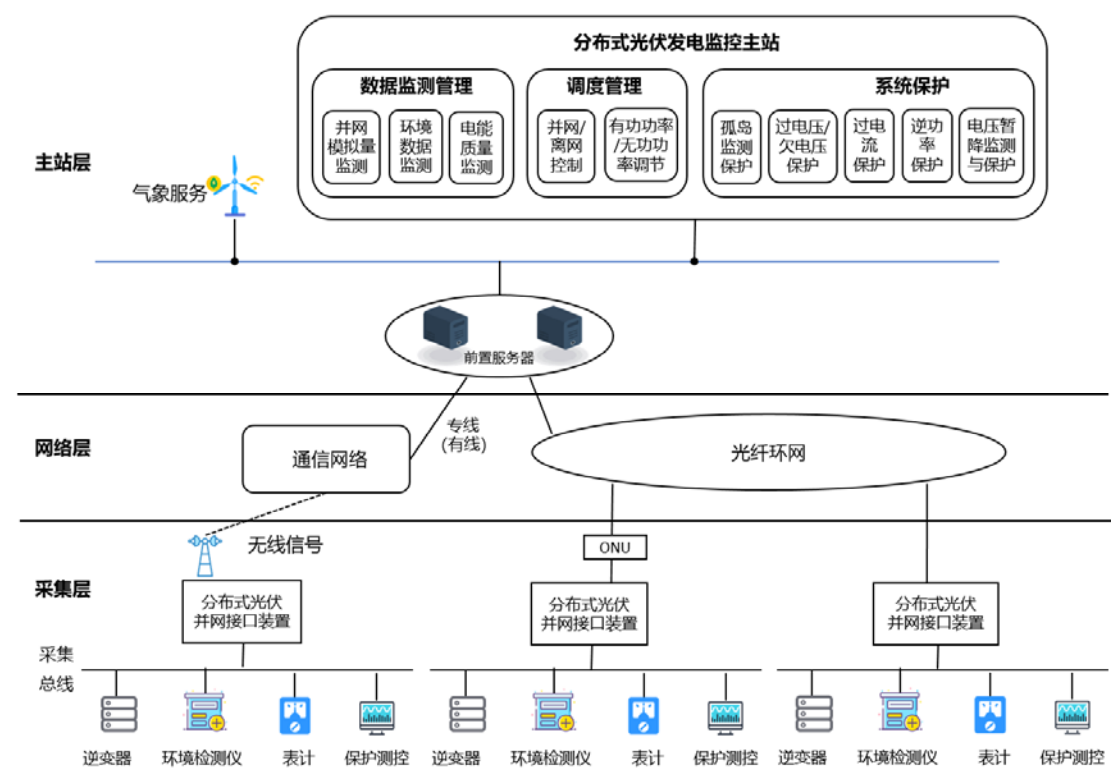 分布式光伏发电监控主站
数据监测管理
调度管理
系统保护
并网
模拟量
监测
环境
数据
监测
电能
质量
监测
并网/
离网
控制
有功功率
/无功功
率调节
孤岛
监测
保护
过电压/
欠电压
保护
过电
流
保护
逆功
率
保护
电压暂
降监测
与保护
主站层
气象服务
前置服务器
网络层
通信网络
专线
(有线)
光纤环网
采集层
无线信号
ONU
分布式光伏
并网接口装置
分布式光伏
并网接口装置
分布式光伏
并网接口装置
采集
总线
逆变器
环境检测仪
表计
保护测控
逆变器
环境检测仪
表计
保护测控
逆变器
环境检测仪
表计
保护测控